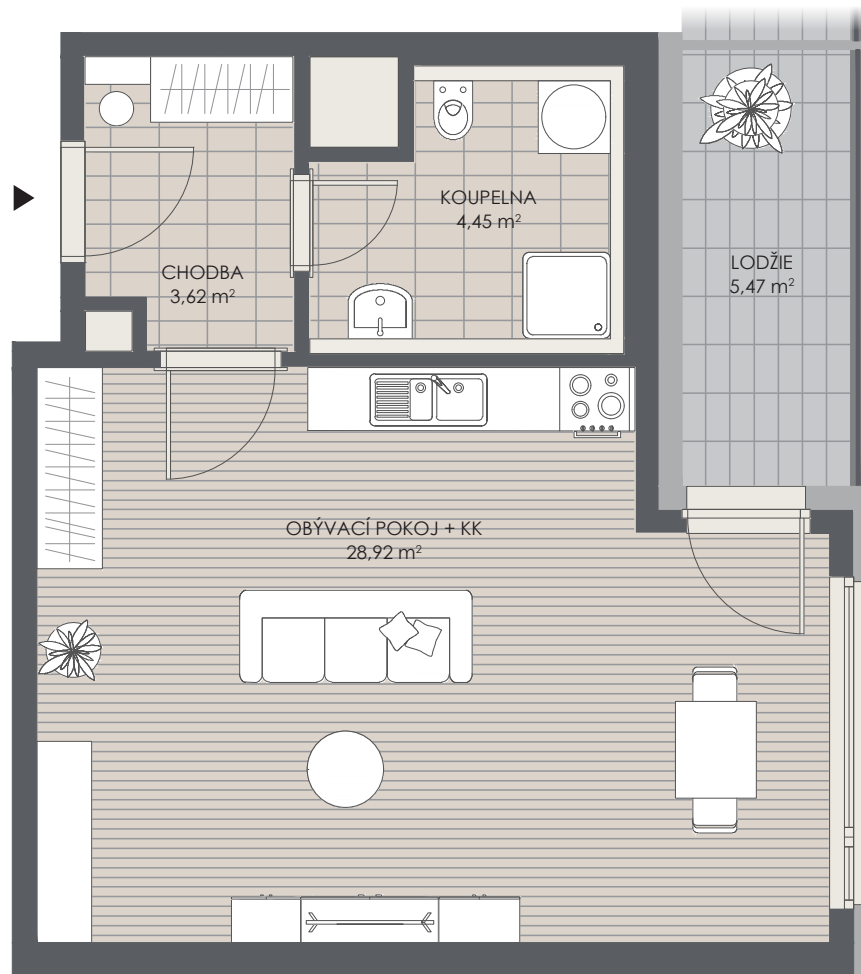 KOUPELNA
4,45 m²
CHODBA
3,62 m²
LODŽIE
5,47 m²
OBÝVACÍ POKOJ + KK
28,92 m²